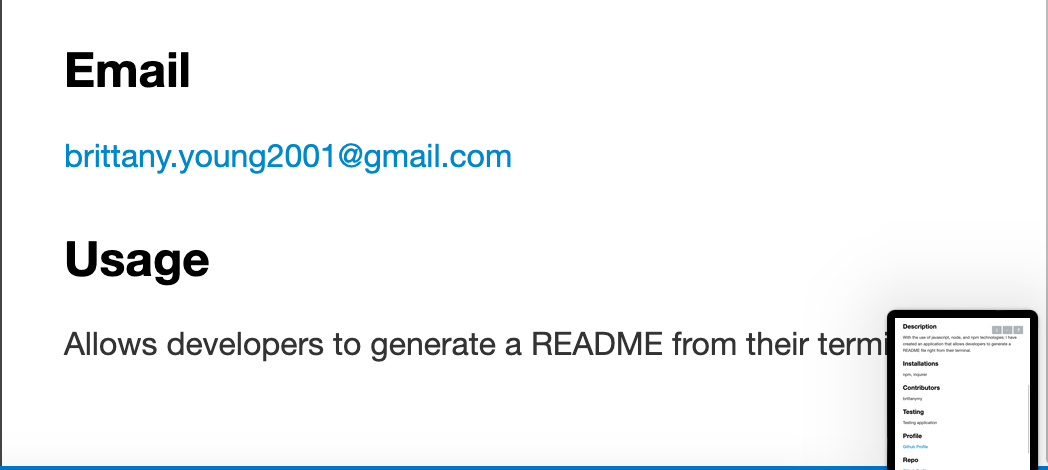 Email
brittany.young2001@gmail.com
Usage
Allows developers to generate a README from their termi
Description
With the use of javascript, node, and npm technologies; I have
created an application that allows developers to generate a
README file right from their terminal.
Installations
npm, inquirer
Contributors
brittanymy
Testing
Testing application
Profile
Github Profile
Repo